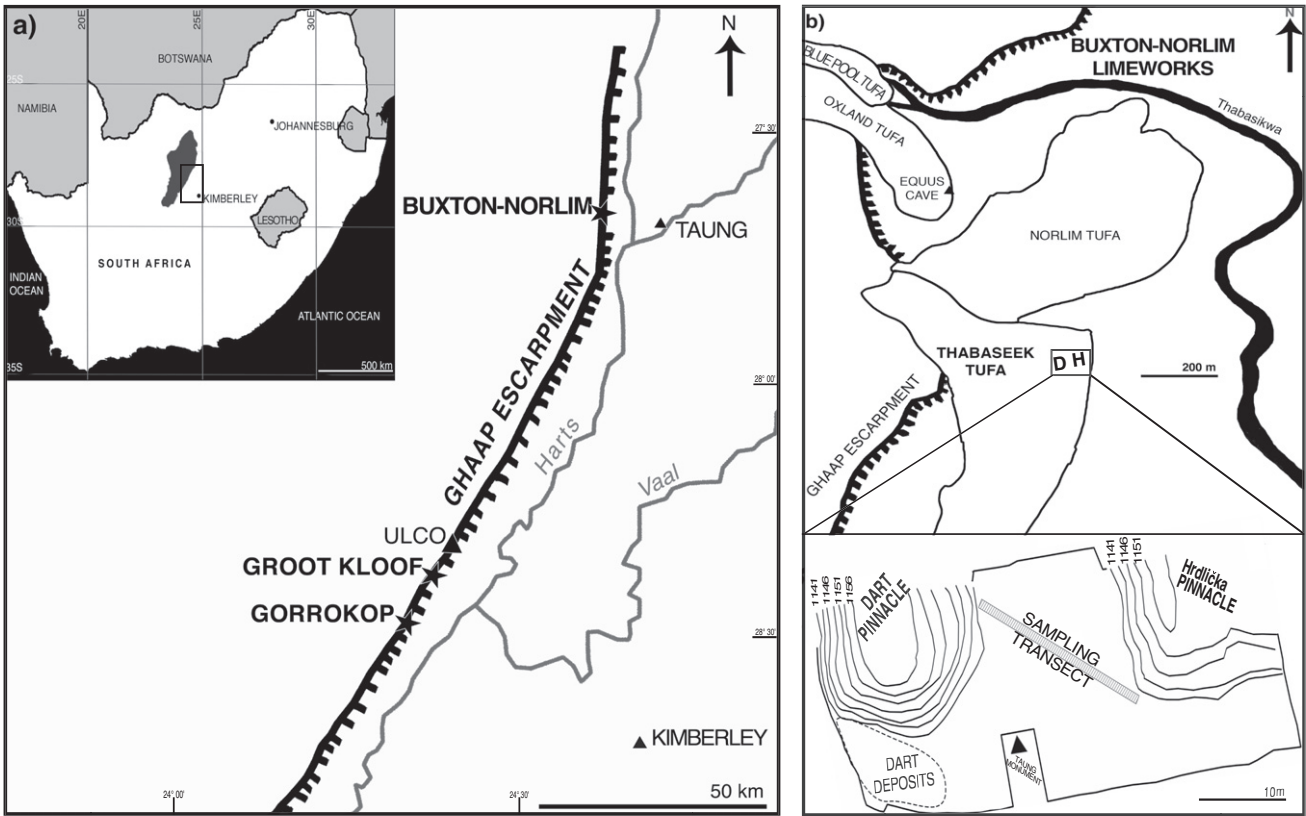 a)
20E
25E
30E
BOTSWANA
25S
NAMIBIA
JOHANNESBURG
KIMBERLEY
30S
LESOTHO
SOUTH AFRICA
INDIAN
OCEAN
ATLANTIC OCEAN
35S
500 km
N
27° 30'
BUXTON-NORLIM
TAUNG
GHAAP ESCARPMENT
28° 00'
Harts
Vaal
ULCO
GROOT KLOOF
GORROKOP
28° 30'
KIMBERLEY
24° 00'
24° 30'
50 km
b)
N
BUXTON-NORLIM
LIMEWORKS
BLUE POOL TUFA
OXLAND TUFA
Thabasikwa
EQUUS
CAVE
NORLIM TUFA
THABASEEK
TUFA
D H
200 m
GHAAP ESCARPMENT
1141
1146
1151
1156
DART
PINNACLE
1141
1146
1151
Hrdlička
PINNACLE
SAMPLING
TRANSECT
DART
DEPOSITS
TAUNG
MONUMENT
10m